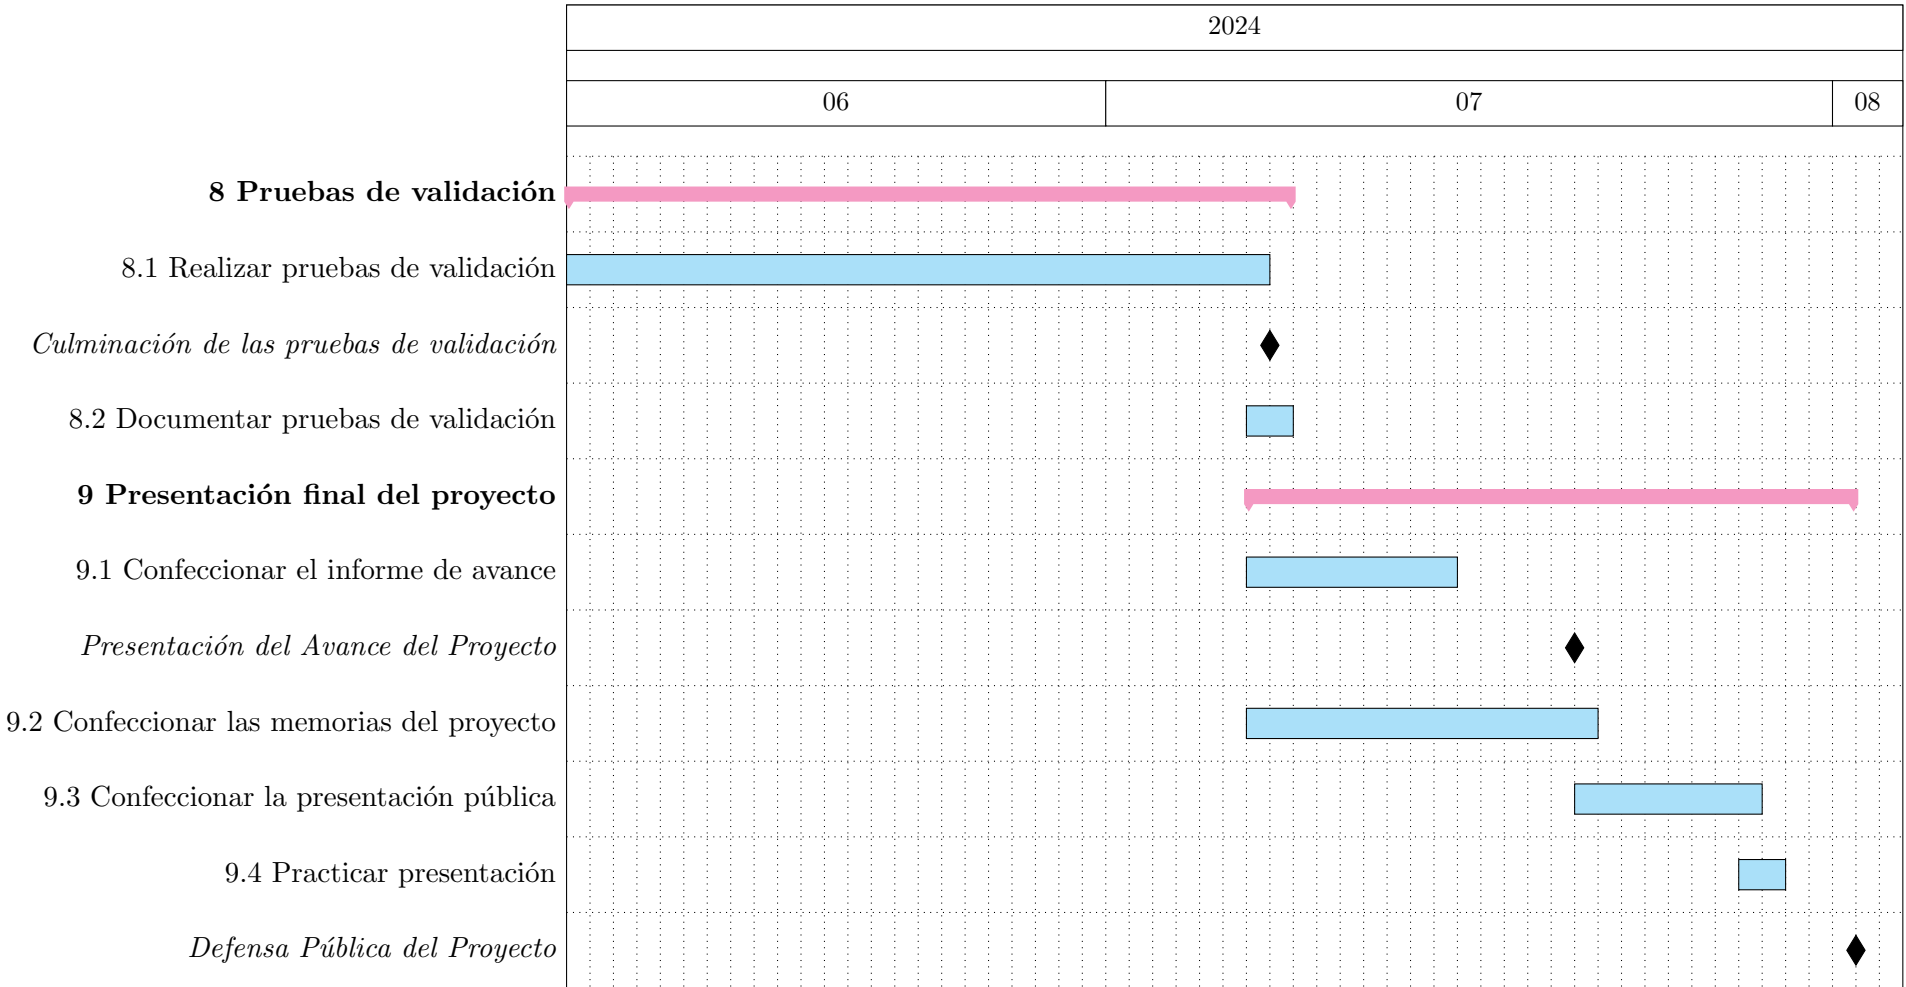 2024
06 07 08
8 Pruebas de validación
8.1 Realizar pruebas de validación
Culminación de las pruebas de validación
8.2 Documentar pruebas de validación
9 Presentación final del proyecto
9.1 Confeccionar el informe de avance
Presentación del Avance del Proyecto
9.2 Confeccionar las memorias del proyecto
9.3 Confeccionar la presentación pública
9.4 Practicar presentación
Defensa Pública del Proyecto